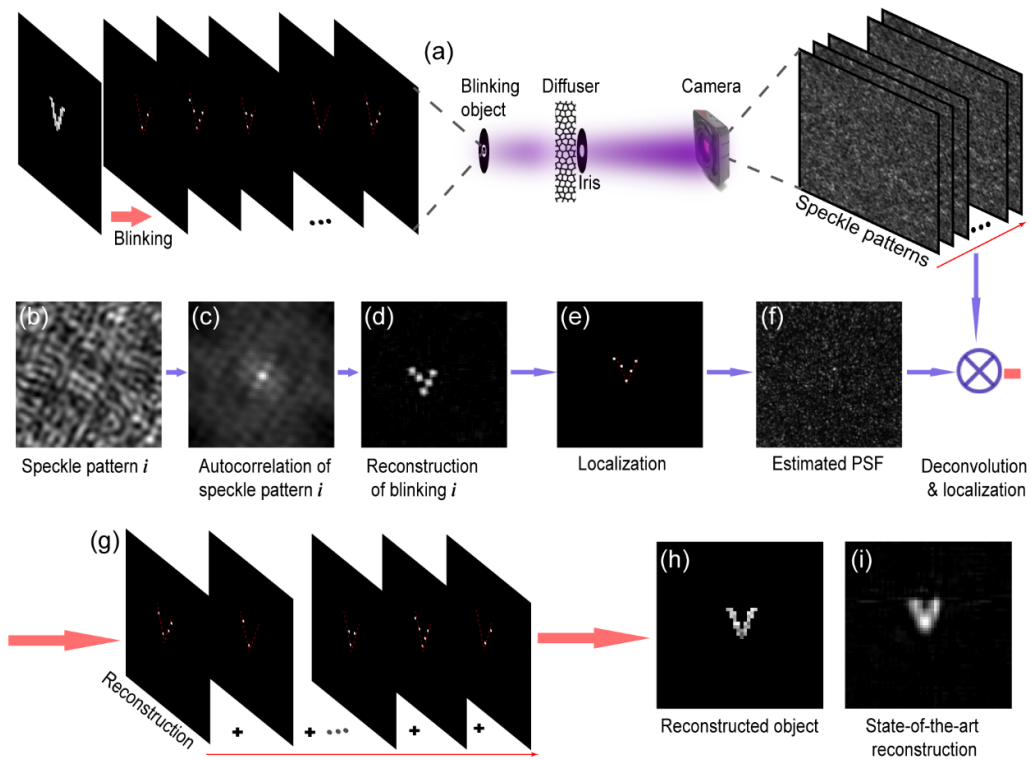 (a)
Blinking
object
Diffuser
Camera
Iris
Blinking
Speckle patterns
(b)
(c)
(d)
(e)
(f)
Speckle pattern i
Autocorrelation of
speckle pattern i
Reconstruction
of blinking i
Localization
Estimated PSF
Deconvolution
& localization
(g)
Reconstruction
(h)
(i)
Reconstructed object
State-of-the-art
reconstruction